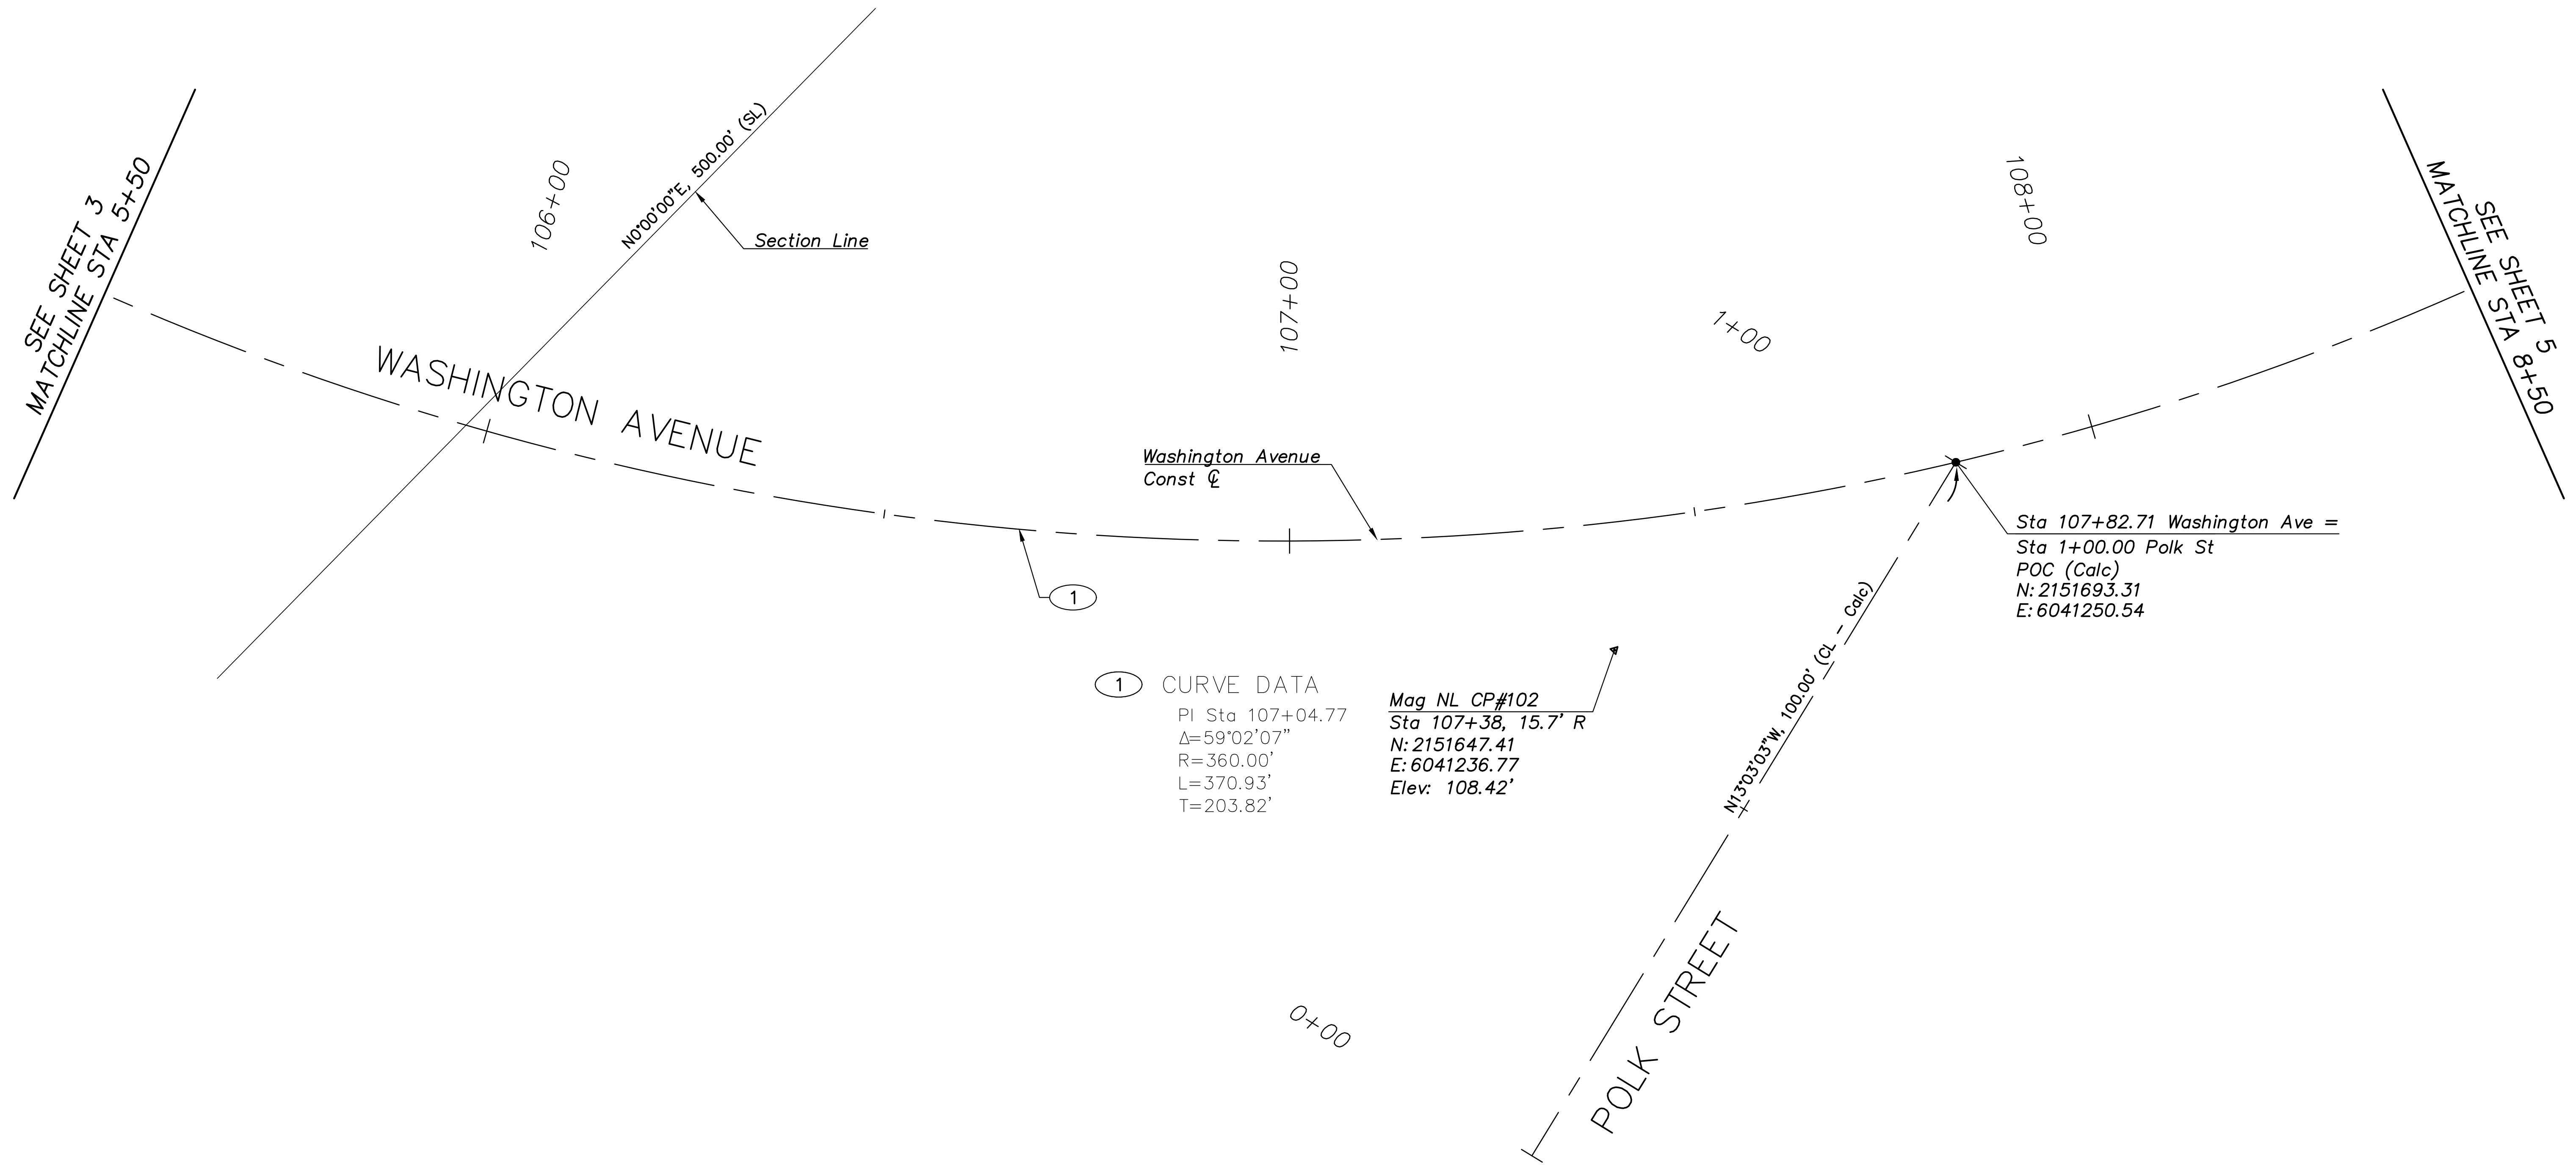 SEE SHEET 3
MATCHLINE STA 5+50
106+00
N0°00'00"E, 500.00' (SL)
Section Line
WASHINGTON AVENUE
107+00
1+00
108+00
SEE SHEET 5
MATCHLINE STA 8+50
Washington Avenue
Const ℄
1
Sta 107+82.71 Washington Ave =
Sta 1+00.00 Polk St
POC (Calc)
N: 2151693.31
E: 6041250.54
1 CURVE DATA
PI Sta 107+04.77
Δ=59°02'07"
R=360.00'
L=370.93'
T=203.82'
Mag NL CP#102
Sta 107+38, 15.7' R
N: 2151647.41
E: 6041236.77
Elev: 108.42'
N13°03'03"W, 100.00' (CL - Calc)
0+00
POLK STREET